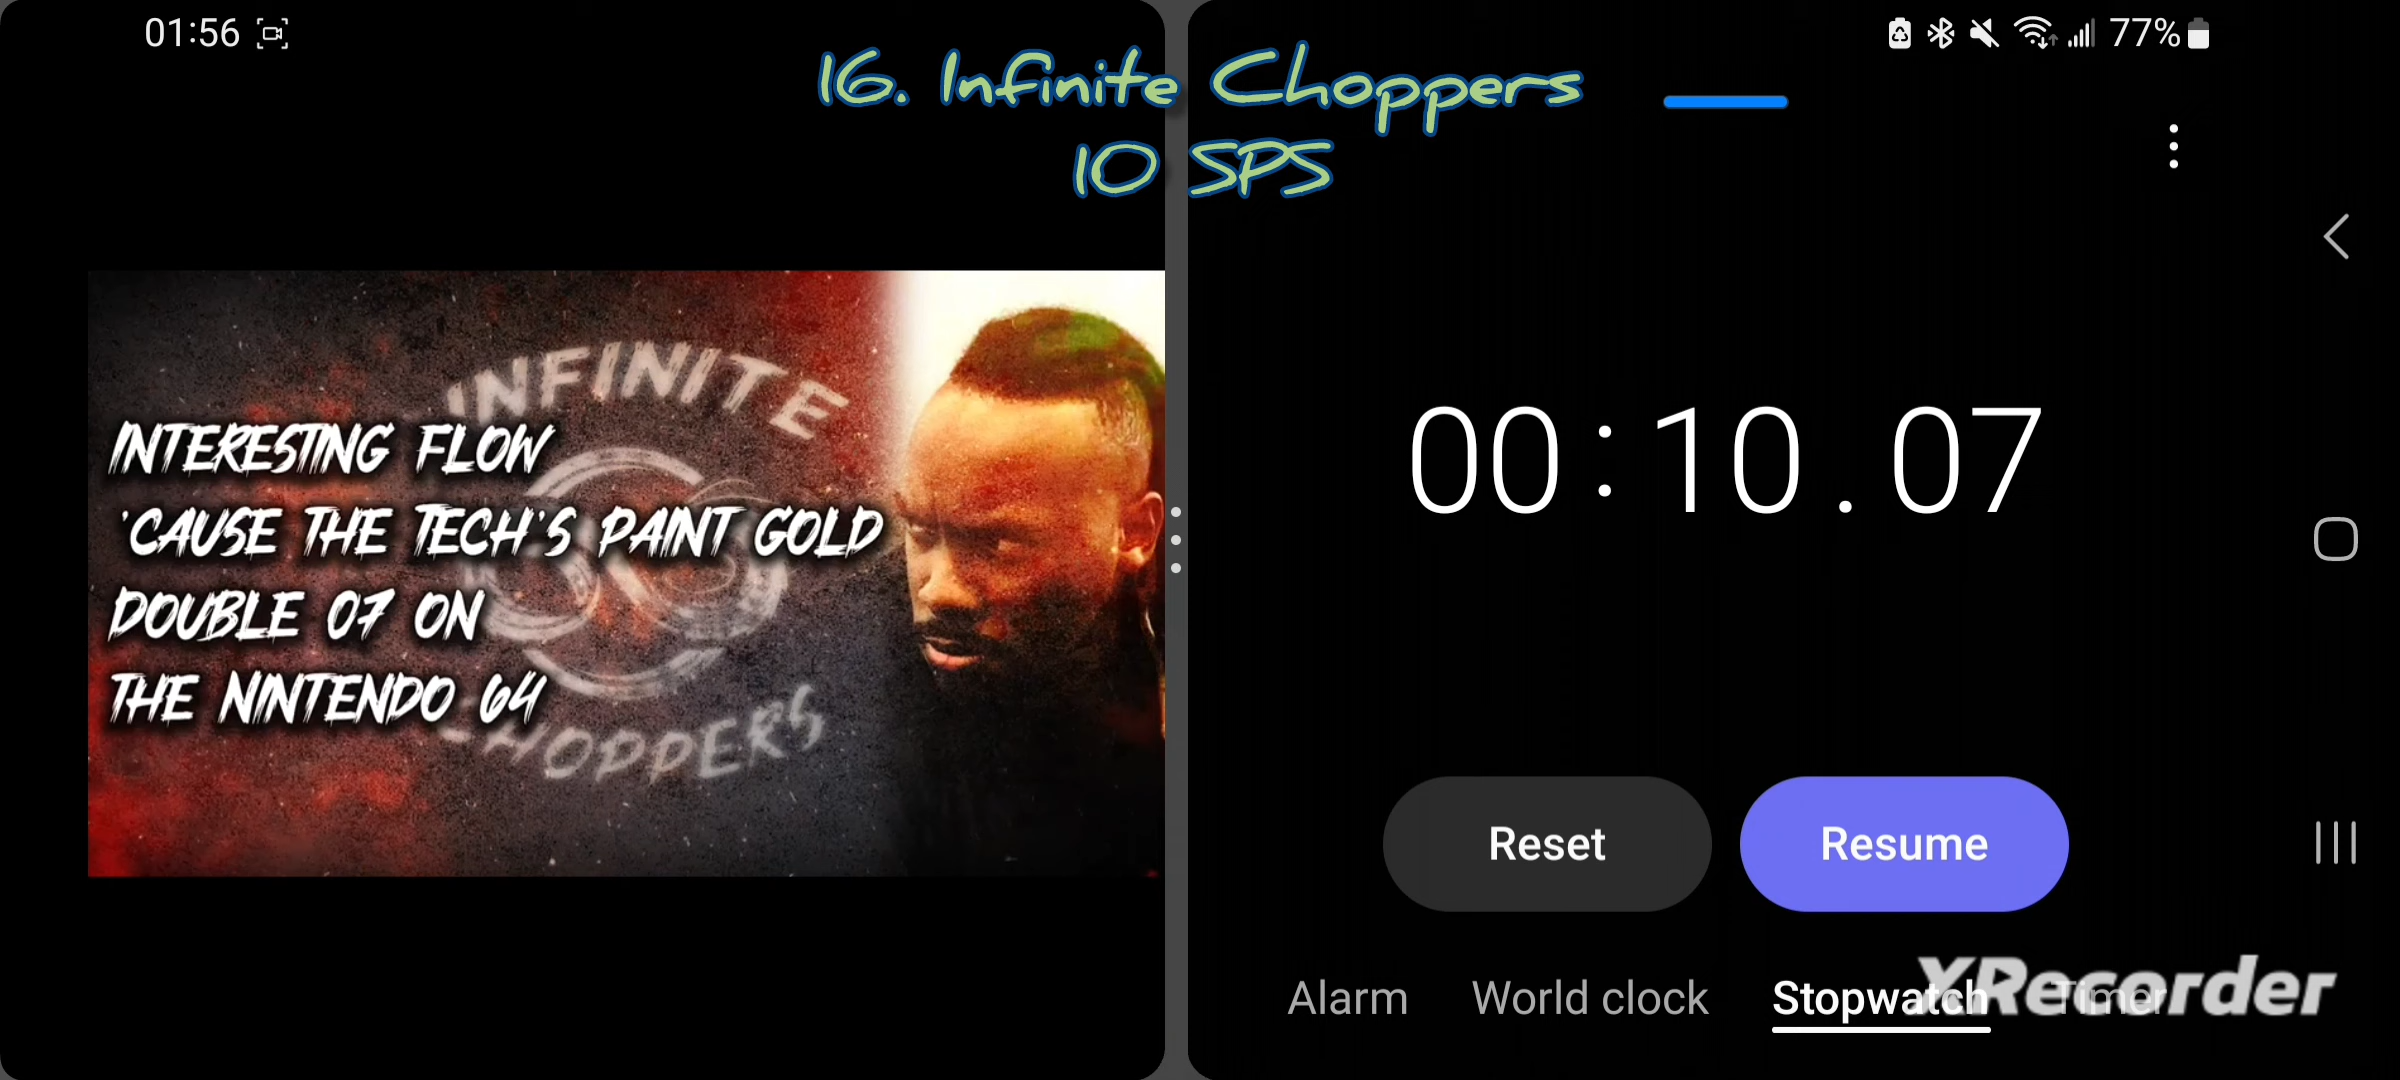 01:56
77%
16. Infinite Choppers
10 SPS
INFINITE
INTERESTING FLOW
'CAUSE THE TECH'S PAINT GOLD
DOUBLE 07 ON
THE NINTENDO 64
CHOPPERS
00:10.07
Reset
Resume
Alarm
World clock
Stopwatch
Timer
XRecorder